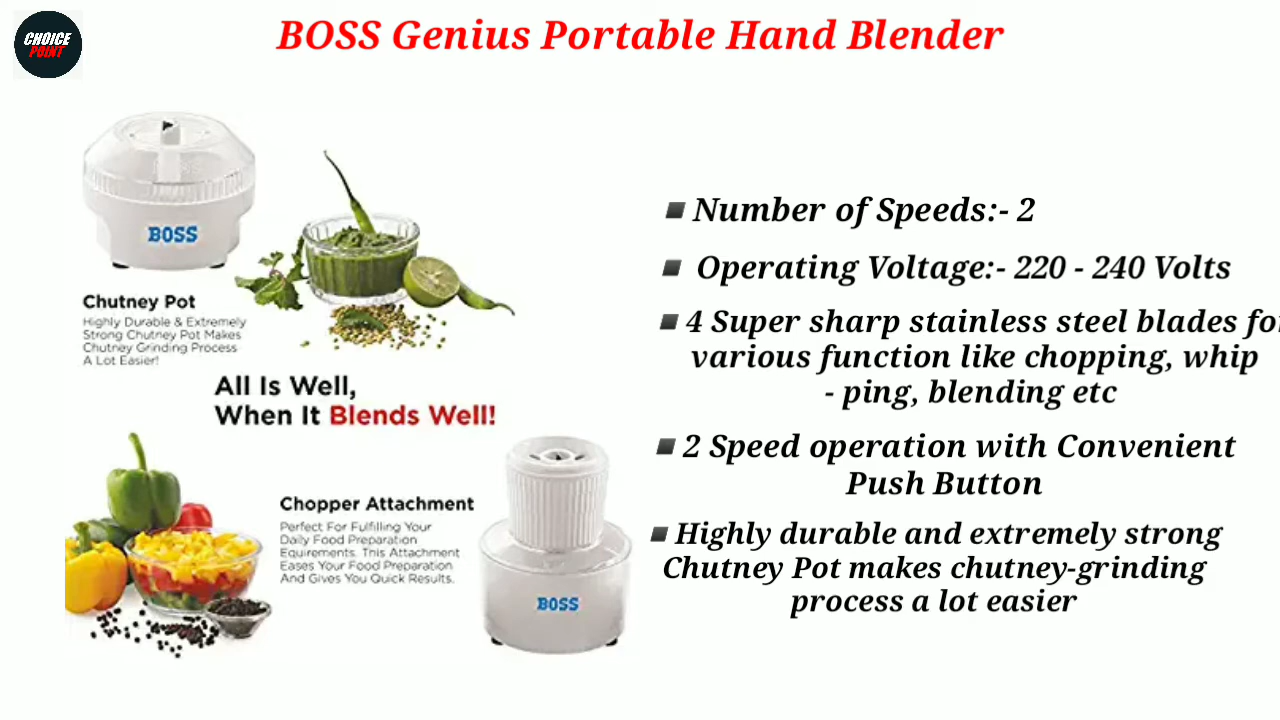 CHOICE
POINT
BOSS Genius Portable Hand Blender
BOSS
Chutney Pot
Highly Durable & Extremely
Strong Chutney Pot Makes
Chutney Grinding Process
A Lot Easier!
All Is Well,
When It Blends Well!
Chopper Attachment
Perfect For Fulfilling Your
Daily Food Preparation
Equirements. This Attachment
Eases Your Food Preparation
And Gives You Quick Results.
BOSS
▪ Number of Speeds:- 2
▪ Operating Voltage:- 220 - 240 Volts
▪ 4 Super sharp stainless steel blades for
various function like chopping, whip
- ping, blending etc
▪ 2 Speed operation with Convenient
Push Button
▪ Highly durable and extremely strong
Chutney Pot makes chutney-grinding
process a lot easier